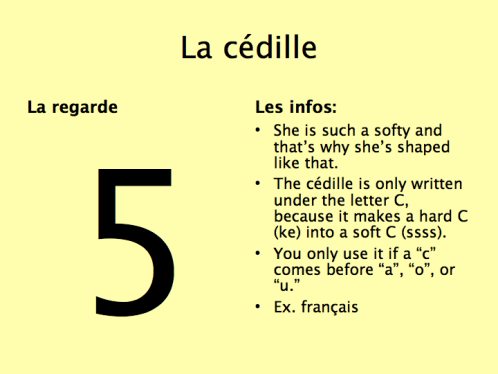 La cédille
La regarde
5
Les infos:
• She is such a softy and
that's why she's shaped
like that.
• The cédille is only written
under the letter C,
because it makes a hard C
(ke) into a soft C (ssss).
• You only use it if a "c"
comes before "a", "o", or
"u."
• Ex. français